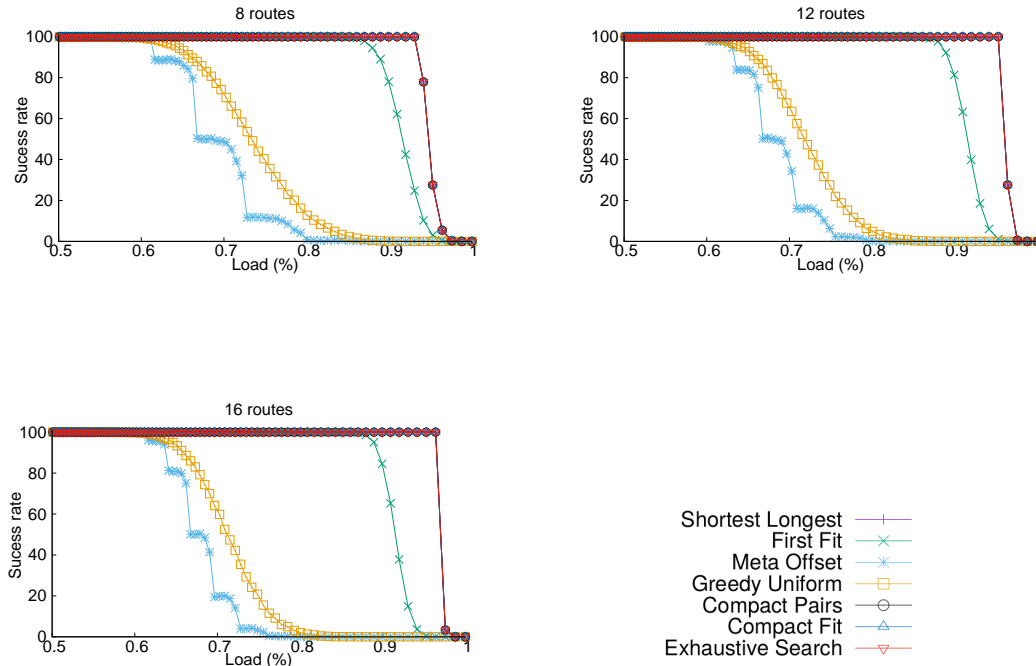 8 routes
100
80
60
40
20
0
Sucess rate
0.5 0.6 0.7 0.8 0.9 1
Load (%)
12 routes
100
80
60
40
20
0
Sucess rate
0.5 0.6 0.7 0.8 0.9
Load (%)
16 routes
100
80
60
40
20
0
Sucess rate
0.5 0.6 0.7 0.8 0.9 1
Load (%)
Shortest Longest
First Fit
Meta Offset
Greedy Uniform
Compact Pairs
Compact Fit
Exhaustive Search